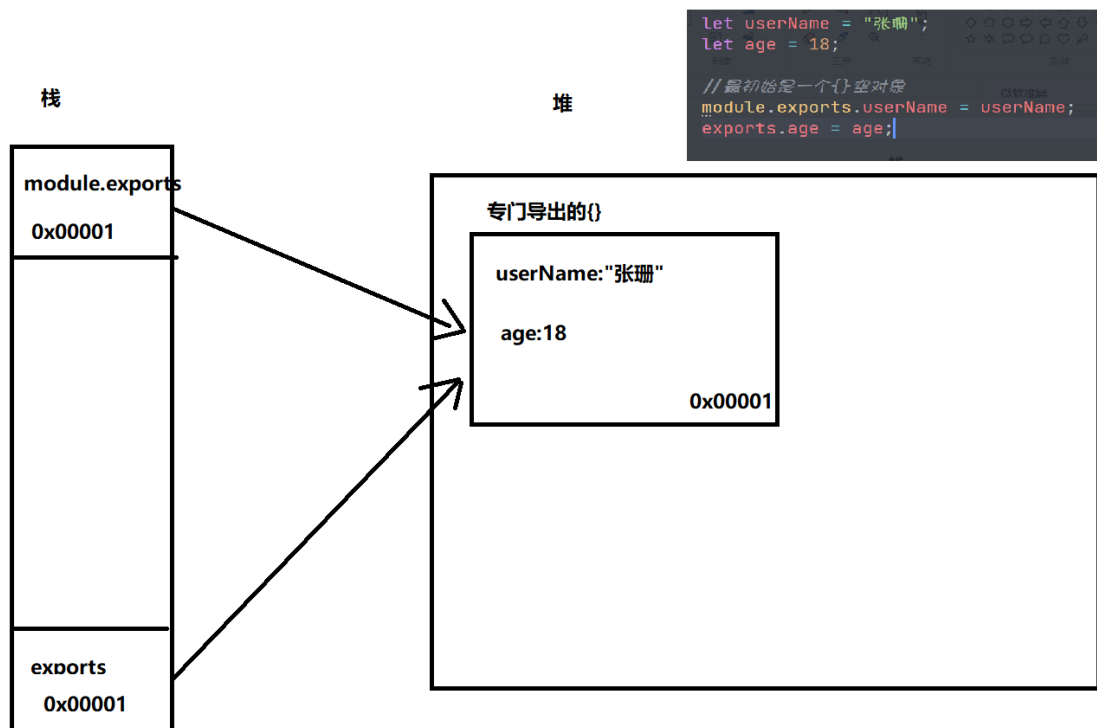 let userName = "张珊";
let age = 18;
//最初始是一个{}空对象
module.exports.userName = userName;
exports.age = age;
栈
堆
module.exports
0x00001
专门导出的{}
userName:"张珊"
age:18
0x00001
exports
0x00001